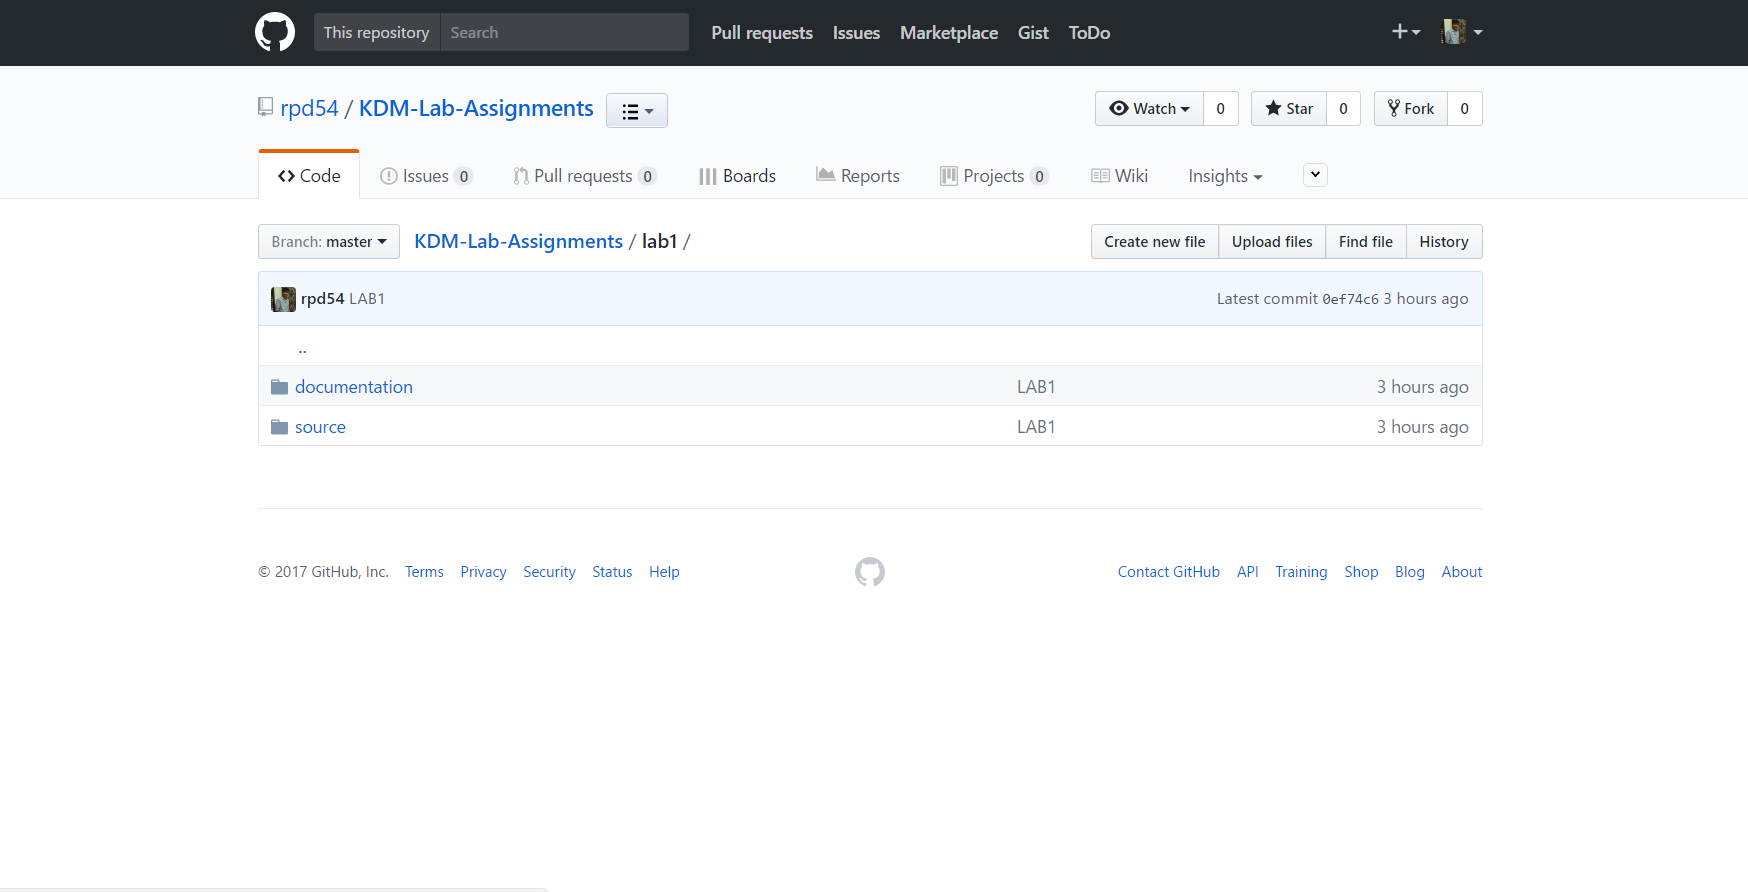 This repository Search Pull requests Issues Marketplace Gist ToDo
rpd54 / KDM-Lab-Assignments Watch 0 Star 0 Fork 0
Code Issues 0 Pull requests 0 Boards Reports Projects 0 Wiki Insights
Branch: master KDM-Lab-Assignments / lab1 / Create new file Upload files Find file History
rpd54 LAB1 Latest commit 0ef74c6 3 hours ago
..
documentation LAB1 3 hours ago
source LAB1 3 hours ago
© 2017 GitHub, Inc. Terms Privacy Security Status Help Contact GitHub API Training Shop Blog About